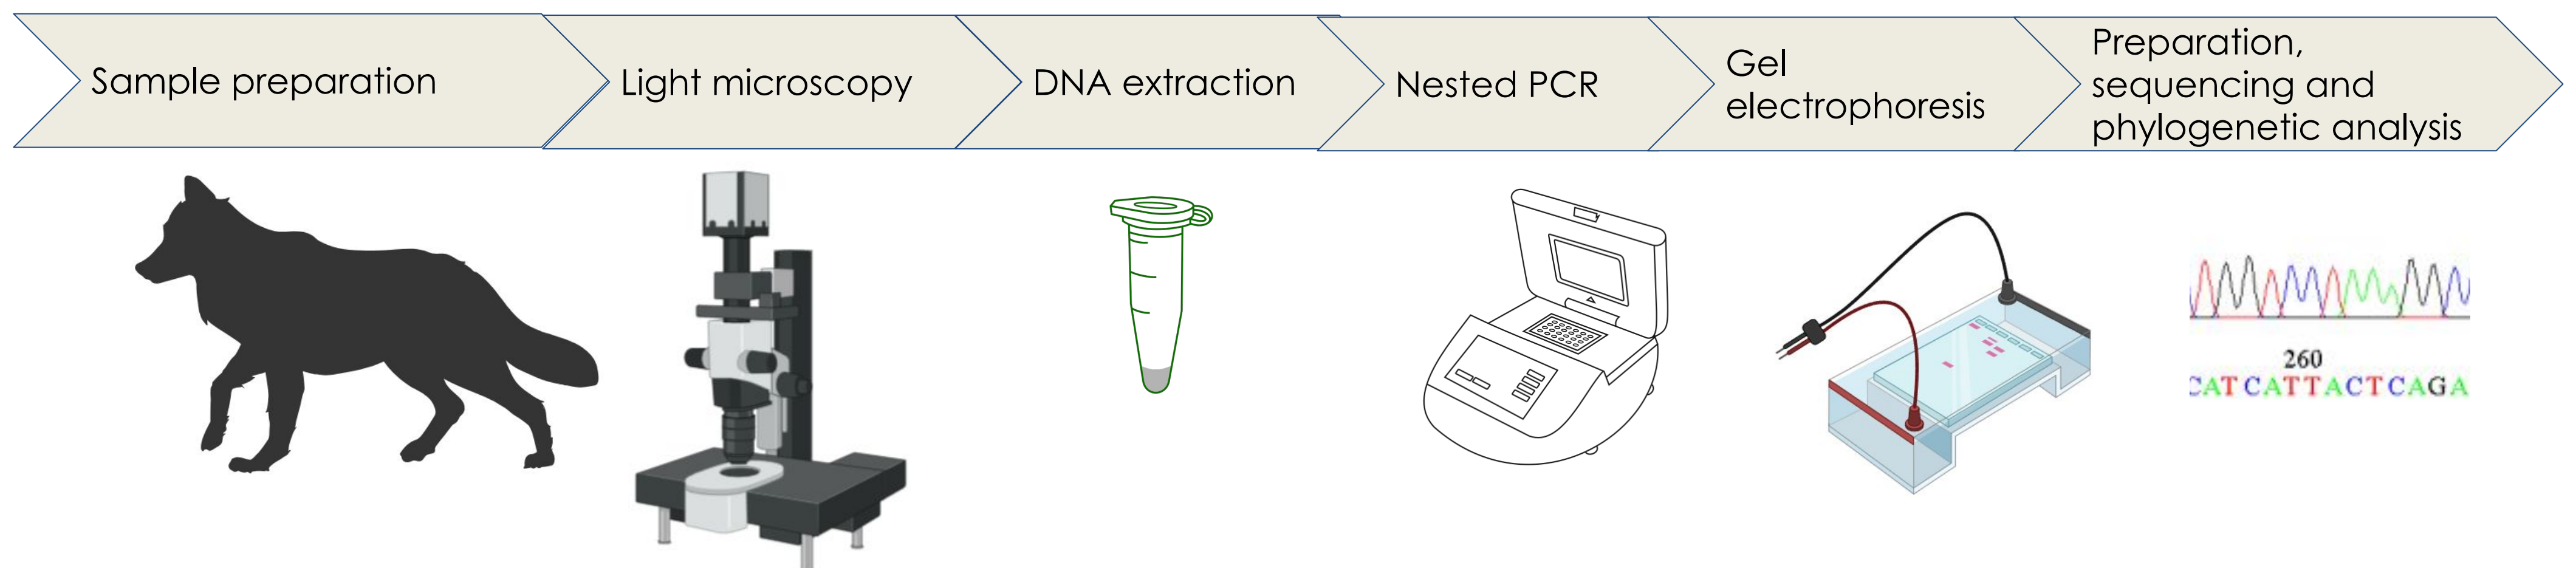 Sample preparation
Light microscopy
DNA extraction
Nested PCR
Gel
electrophoresis
Preparation,
sequencing and
phylogenetic analysis
260
CATCATTACTCAGA